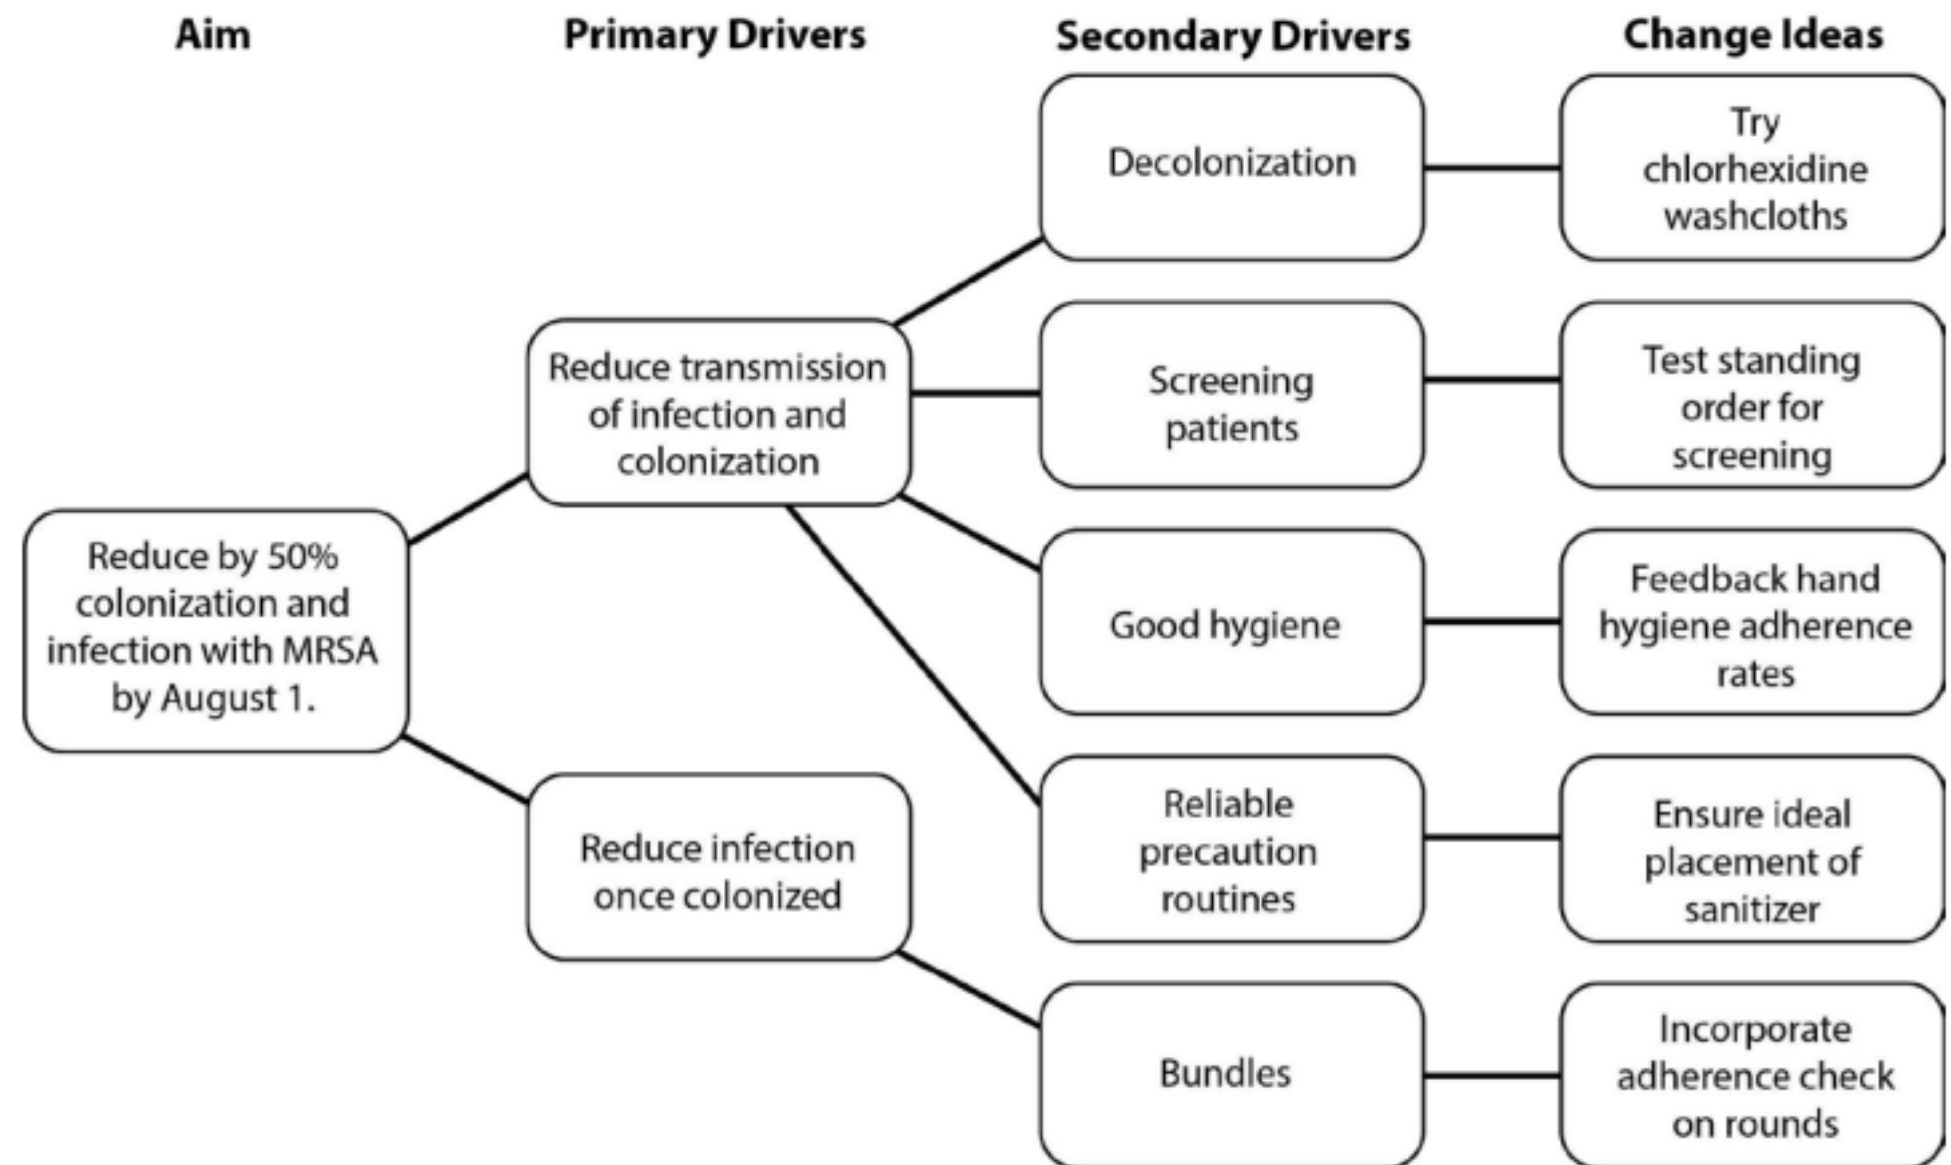 Aim
Primary Drivers
Secondary Drivers
Change Ideas
Reduce by 50%
colonization and
infection with MRSA
by August 1.
Reduce transmission
of infection and
colonization
Reduce infection
once colonized
Decolonization
Screening
patients
Good hygiene
Reliable
precaution
routines
Bundles
Try
chlorhexidine
washcloths
Test standing
order for
screening
Feedback hand
hygiene adherence
rates
Ensure ideal
placement of
sanitizer
Incorporate
adherence check
on rounds